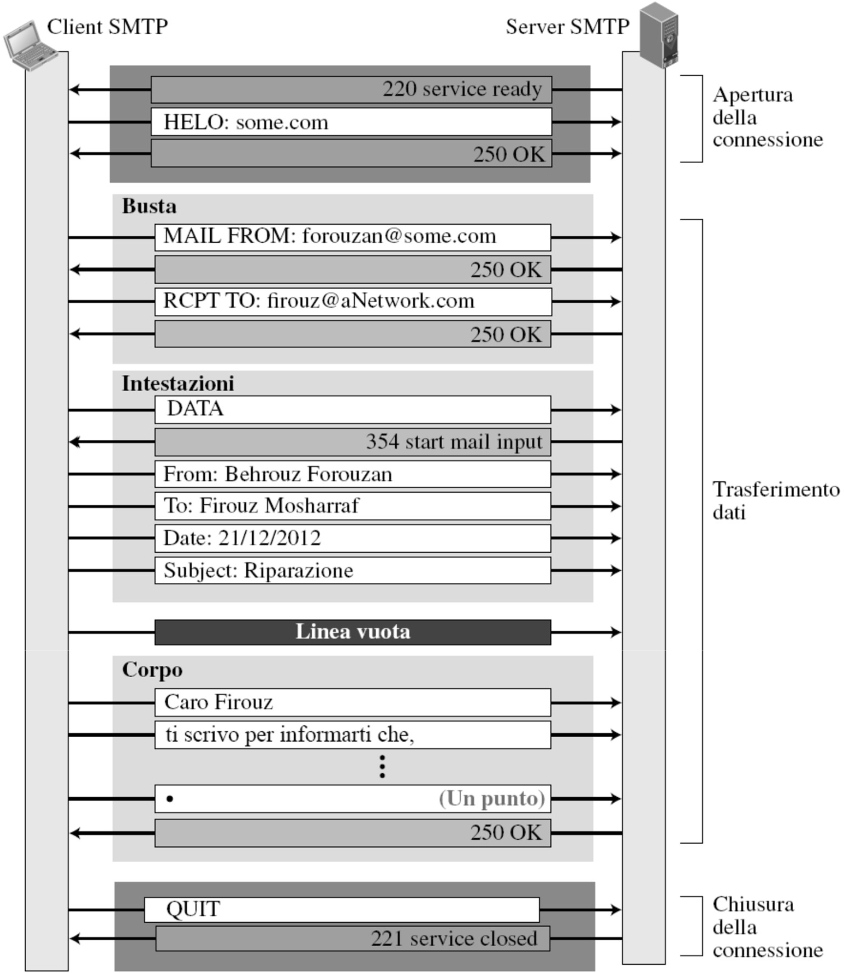 Client SMTP
Server SMTP
220 service ready
HELO: some.com
250 OK
Apertura
della
connessione
Busta
MAIL FROM: forouzan@some.com
250 OK
RCPT TO: firouz@aNetwork.com
250 OK
Intestazioni
DATA
354 start mail input
From: Behrouz Forouzan
To: Firouz Mosharraf
Date: 21/12/2012
Subject: Riparazione
Trasferimento
dati
Linea vuota
Corpo
Caro Firouz
ti scrivo per informarti che,
• (Un punto)
250 OK
QUIT
221 service closed
Chiusura
della
connessione